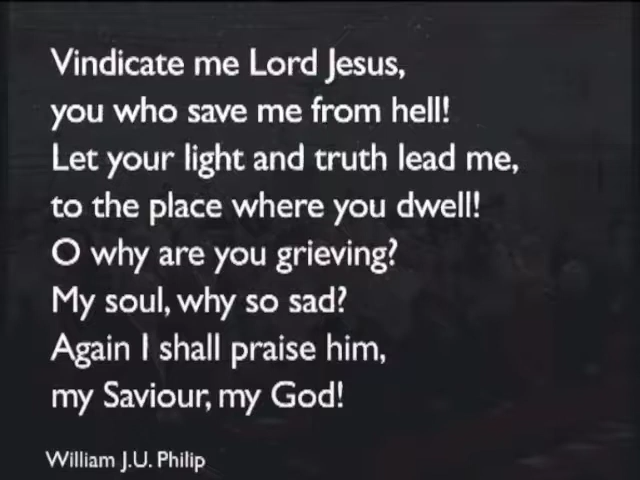 Vindicate me Lord Jesus,
you who save me from hell!
Let your light and truth lead me,
to the place where you dwell!
O why are you grieving?
My soul, why so sad?
Again I shall praise him,
my Saviour, my God!
William J.U. Philip